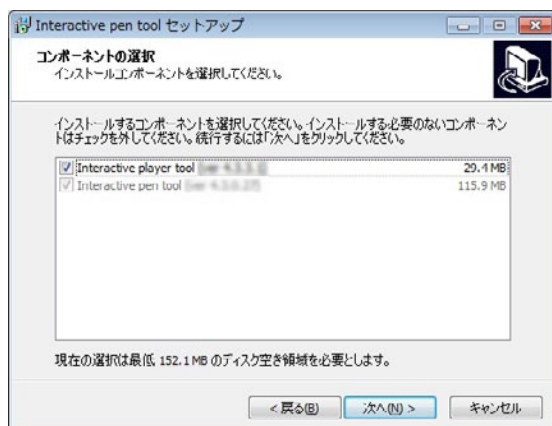 Interactive pen tool セットアップ
コンポーネントの選択
インストールコンポーネントを選択してください。
インストールするコンポーネントを選択してください。インストールする必要のないコンポーネン
トはチェックを外してください。続行するには「次へ」をクリックしてください。
Interactive player tool 29.4 MB
Interactive pen tool 115.9 MB
現在の選択は最低 152.1 MB のディスク空き領域を必要とします。
< 戻る(B) 次へ(N) > キャンセル